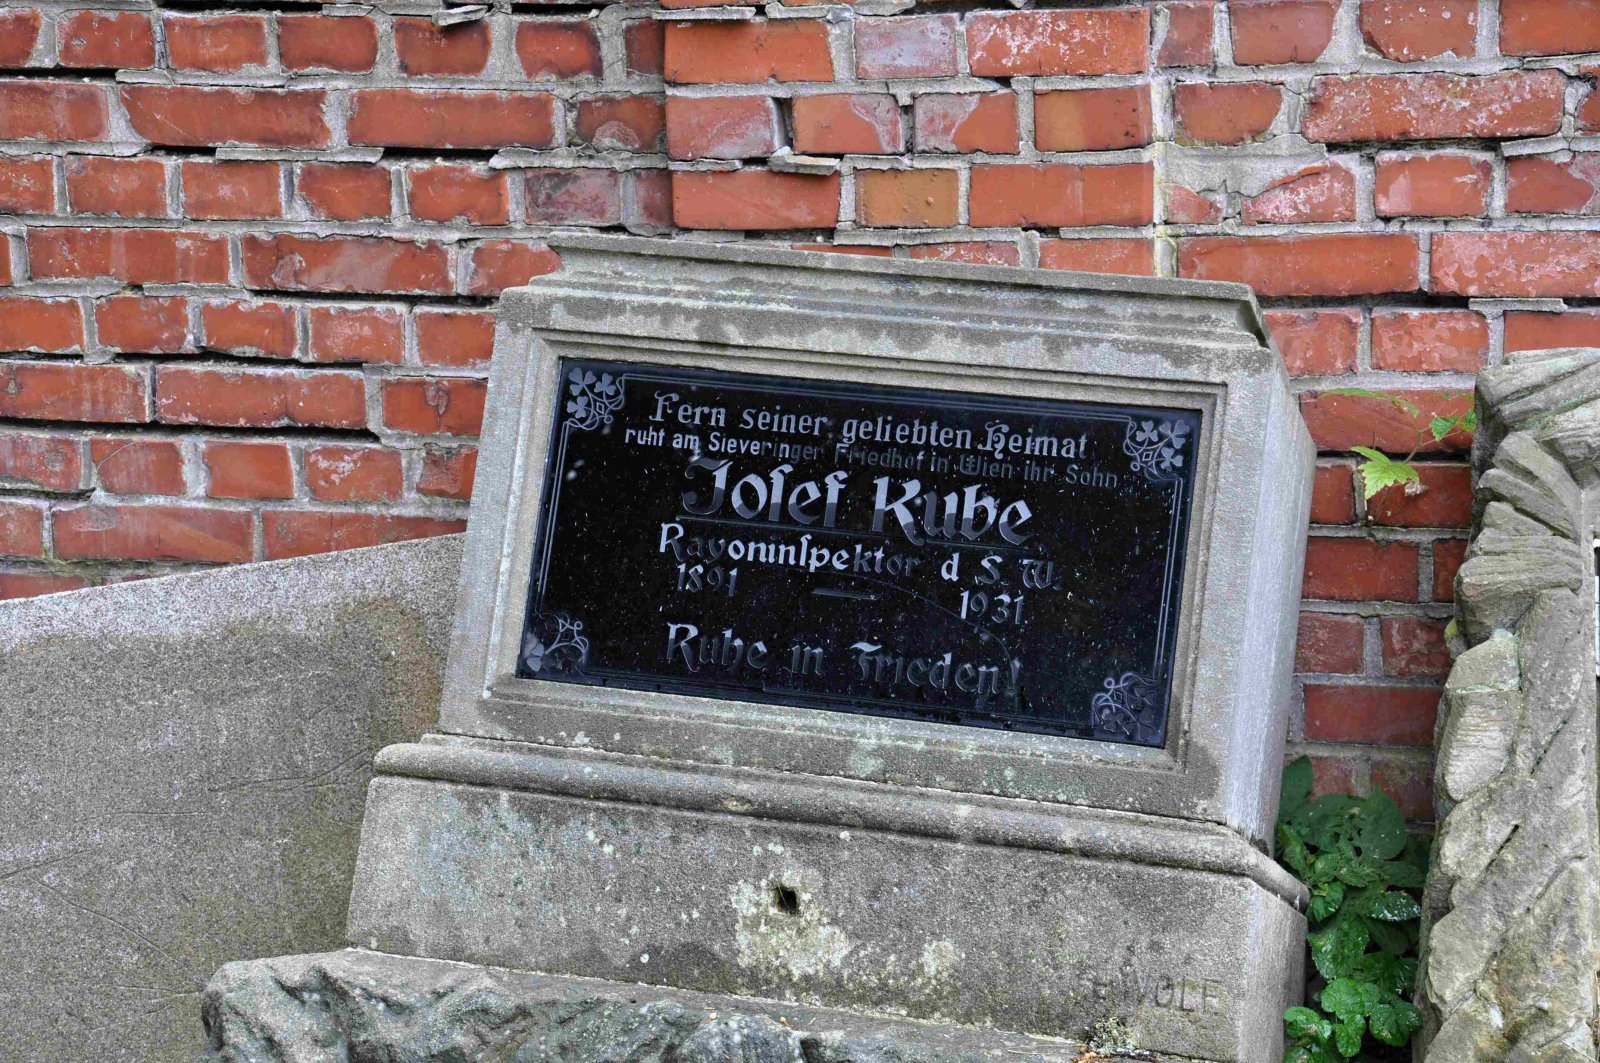 Fern seiner geliebten Heimat
ruht am Sieveringer Friedhof in Wien ihr Sohn
Joſef Kube
Rayoninſpektor d. S. W.
1891 — 1931
Ruhe in Frieden!
F WOLF